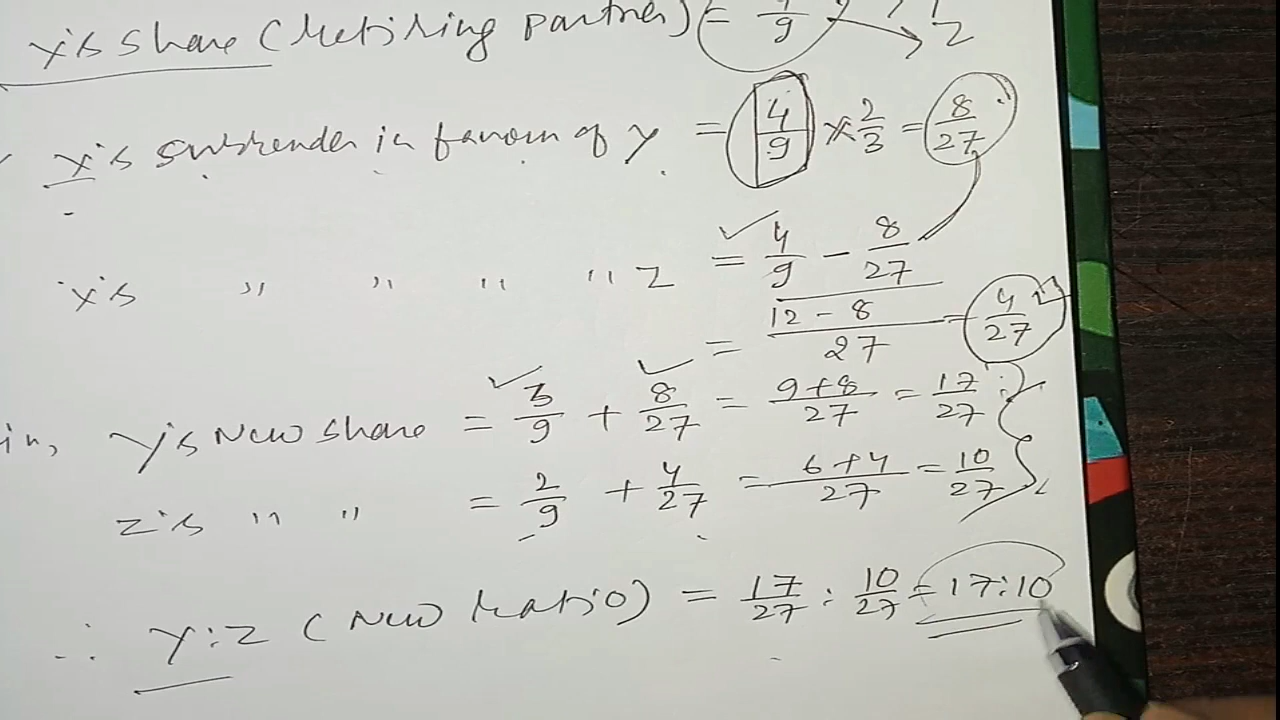 X's share (Retiring partner) = 4/9
X's surrender in favour of Y = 4/9 × 2/3 = 8/27
X's " " " " Z = 4/9 - 8/27
= 12 - 8/27 = 4/27
Y's New share = 3/9 + 8/27 = 9+8/27 = 17/27
Z's " " = 2/9 + 4/27 = 6+4/27 = 10/27
∴ Y:Z (New Ratio) = 17/27 : 10/27 = 17:10